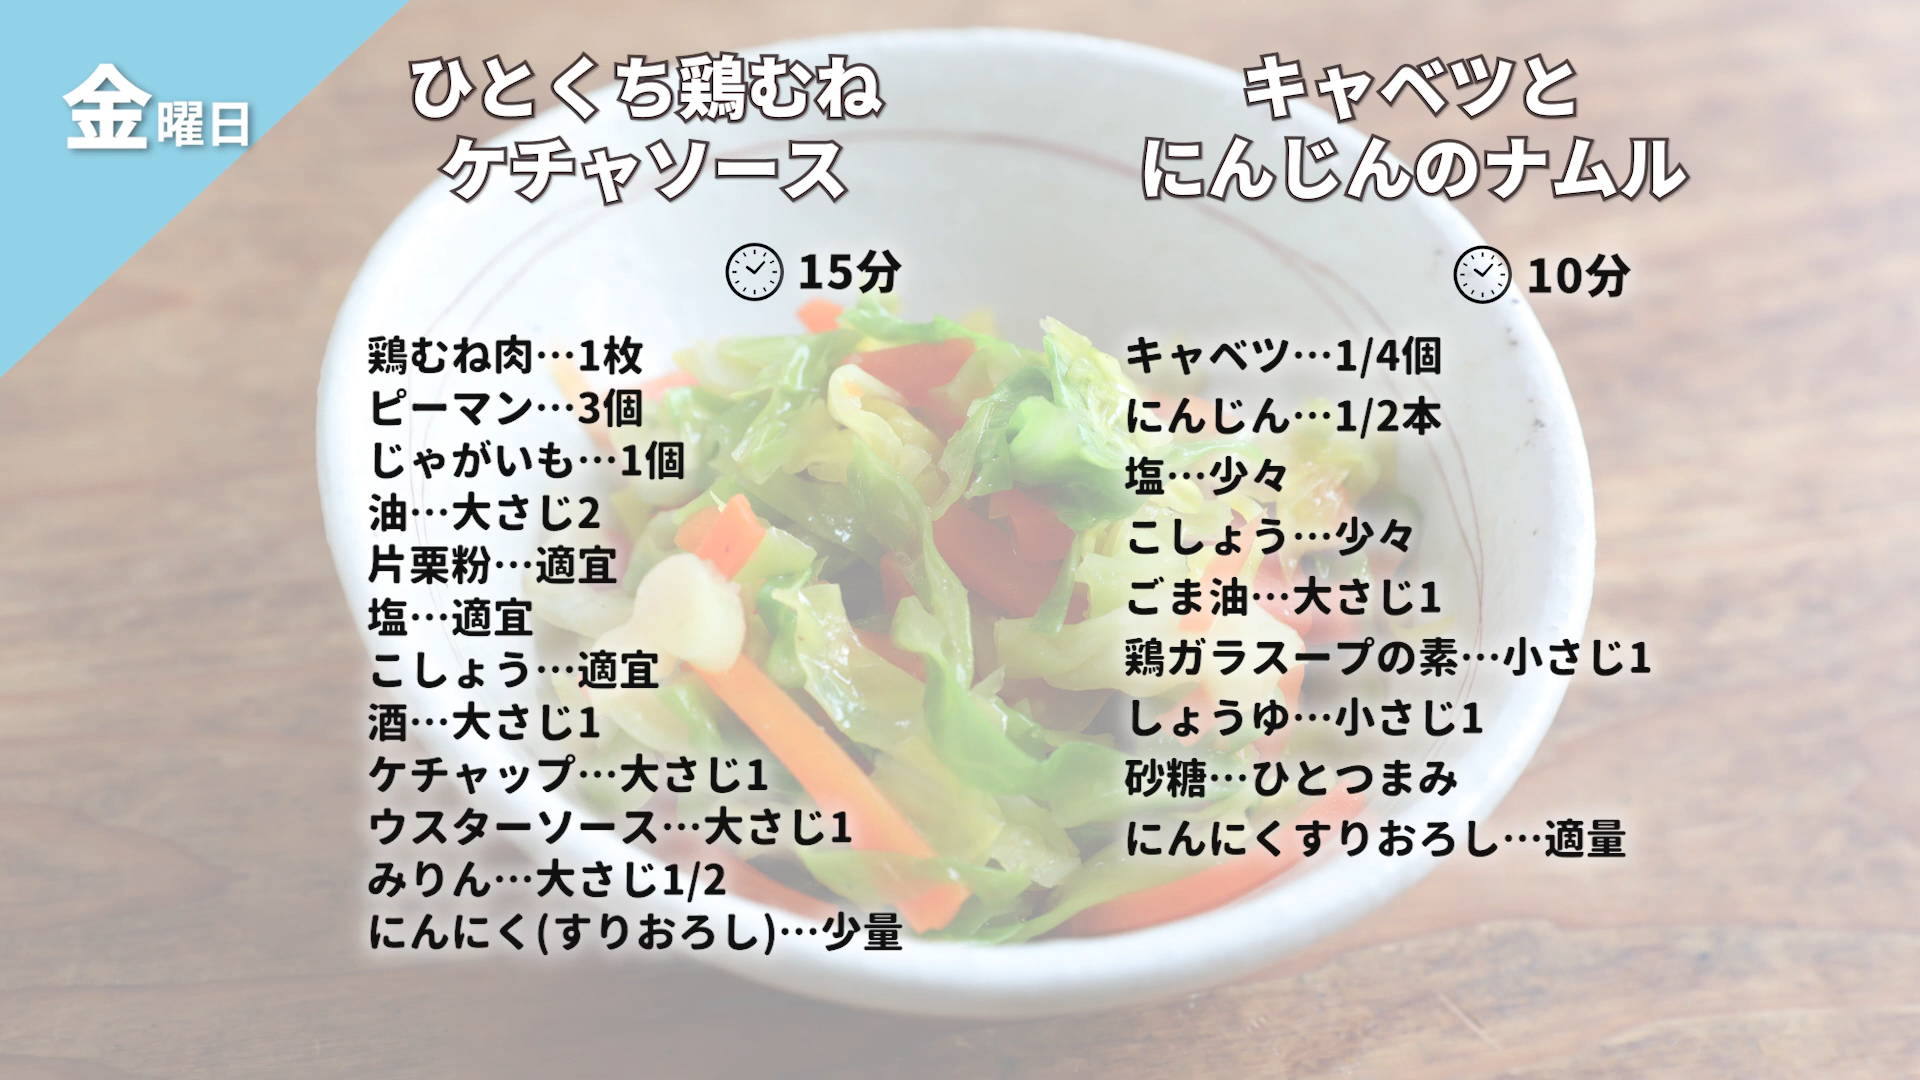 金曜日
ひとくち鶏むね
ケチャソース
15分
鶏むね肉…1枚
ピーマン…3個
じゃがいも…1個
油…大さじ2
片栗粉…適宜
塩…適宜
こしょう…適宜
酒…大さじ1
ケチャップ…大さじ1
ウスターソース…大さじ1
みりん…大さじ1/2
にんにく(すりおろし)…少量
キャベツと
にんじんのナムル
10分
キャベツ…1/4個
にんじん…1/2本
塩…少々
こしょう…少々
ごま油…大さじ1
鶏ガラスープの素…小さじ1
しょうゆ…小さじ1
砂糖…ひとつまみ
にんにくすりおろし…適量